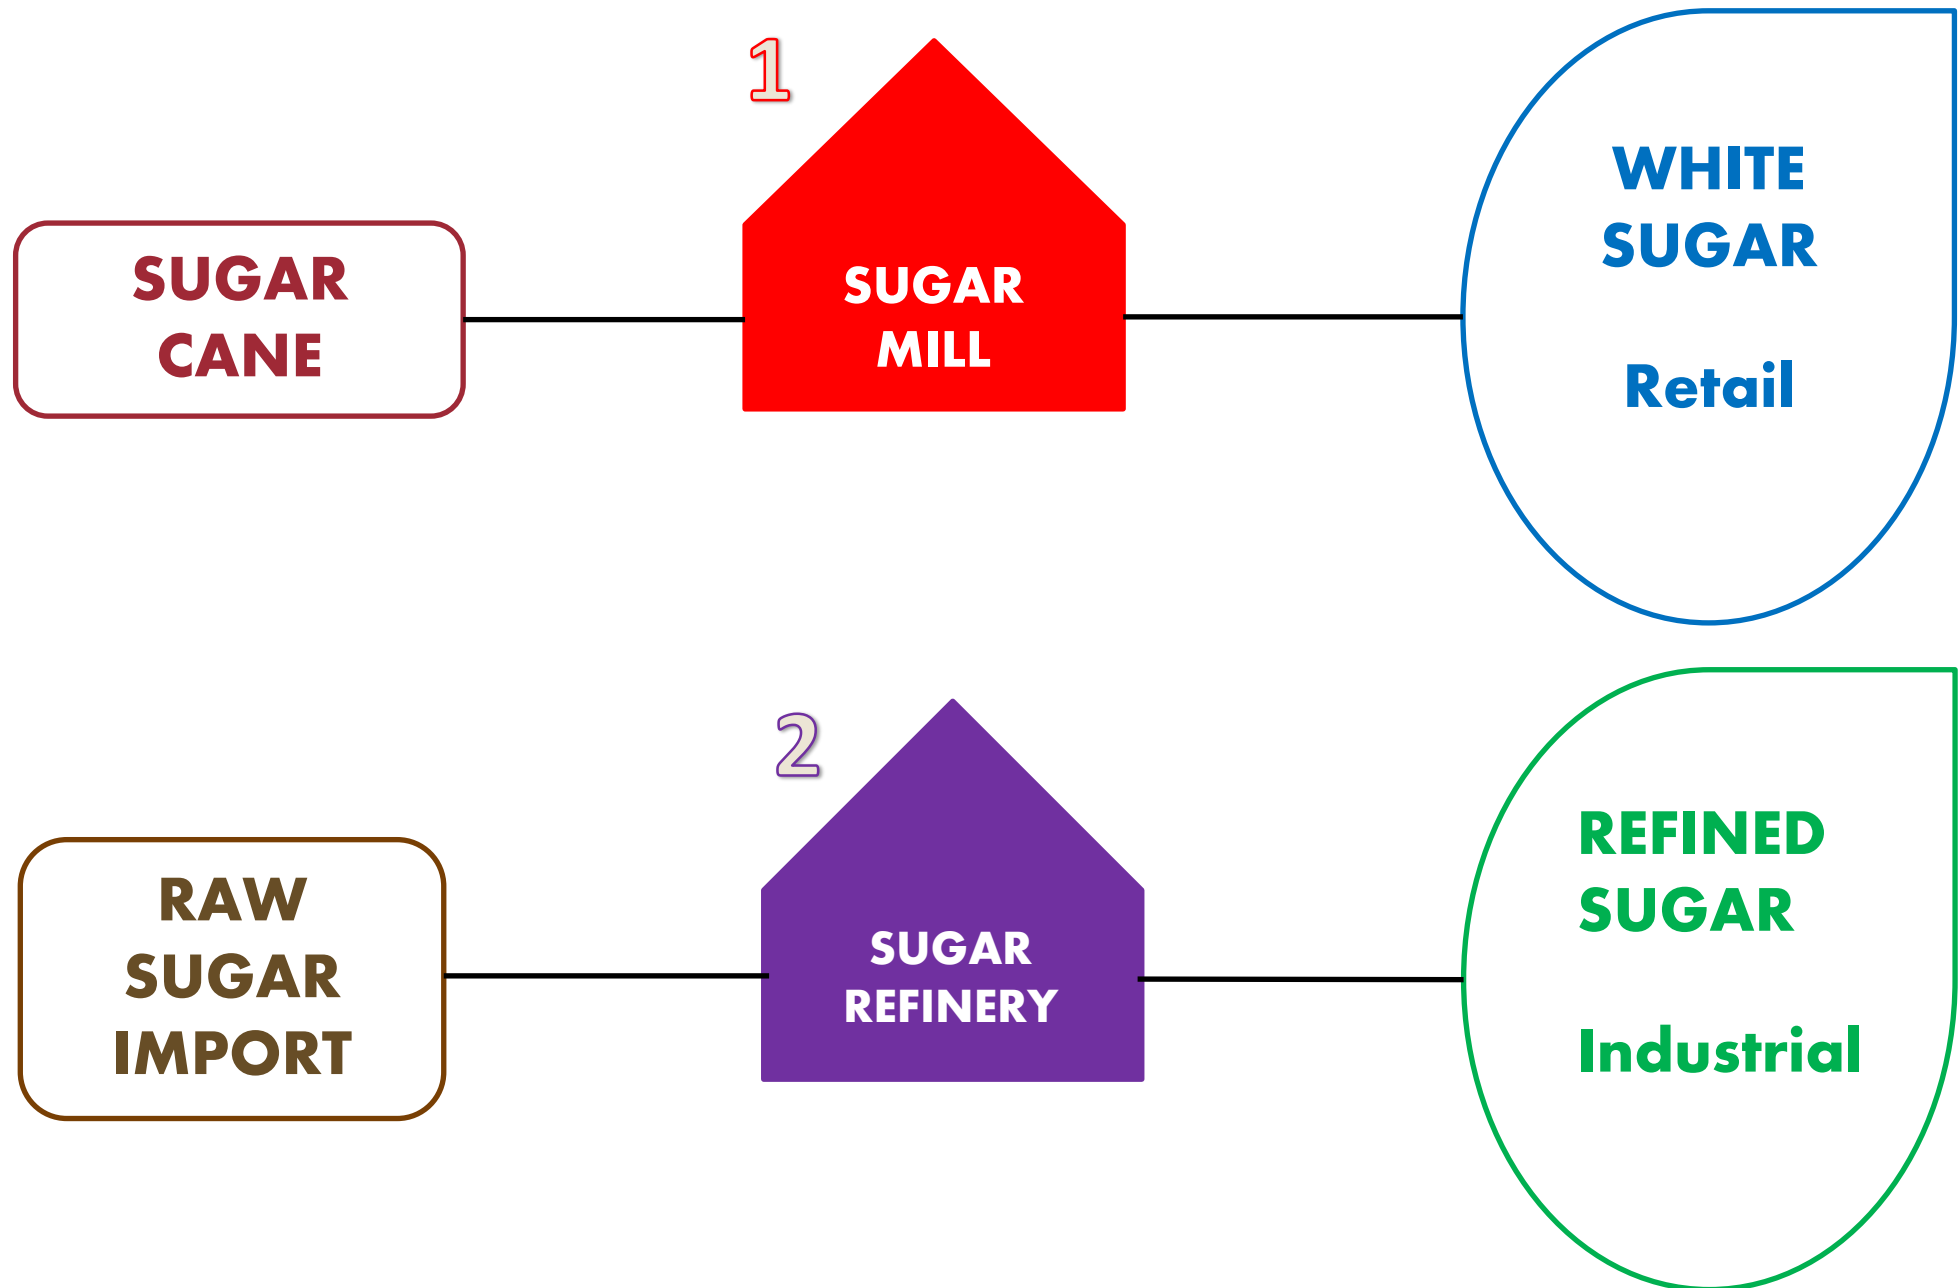 1
SUGAR
CANE
SUGAR
MILL
WHITE
SUGAR
Retail
2
RAW
SUGAR
IMPORT
SUGAR
REFINERY
REFINED
SUGAR
Industrial